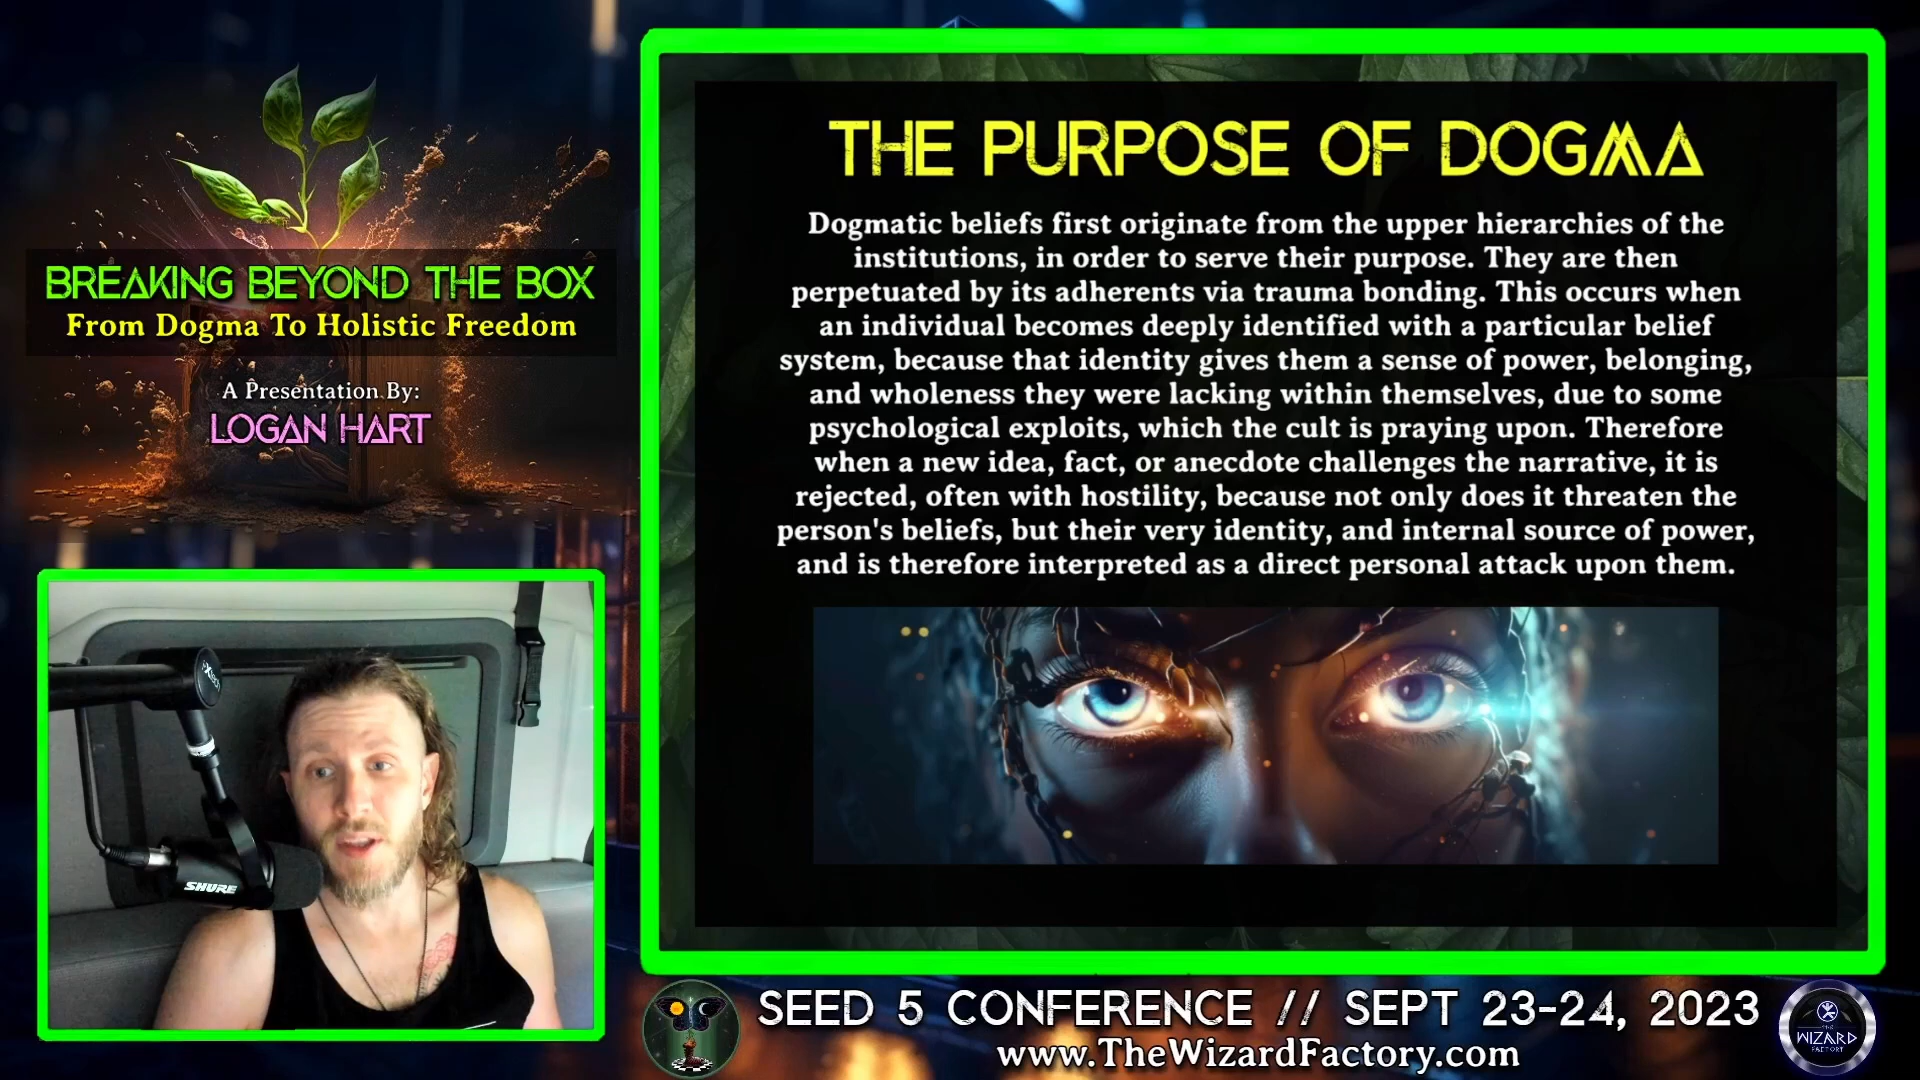 BREAKING BEYOND THE BOX
From Dogma To Holistic Freedom
A Presentation By:
LOGAN HART
THE PURPOSE OF DOGMA
Dogmatic beliefs first originate from the upper hierarchies of the
institutions, in order to serve their purpose. They are then
perpetuated by its adherents via trauma bonding. This occurs when
an individual becomes deeply identified with a particular belief
system, because that identity gives them a sense of power, belonging,
and wholeness they were lacking within themselves, due to some
psychological exploits, which the cult is praying upon. Therefore
when a new idea, fact, or anecdote challenges the narrative, it is
rejected, often with hostility, because not only does it threaten the
person's beliefs, but their very identity, and internal source of power,
and is therefore interpreted as a direct personal attack upon them.
SHURE
SEED 5 CONFERENCE // SEPT 23-24, 2023
www.TheWizardFactory.com
THE
WIZARD
FACTORY